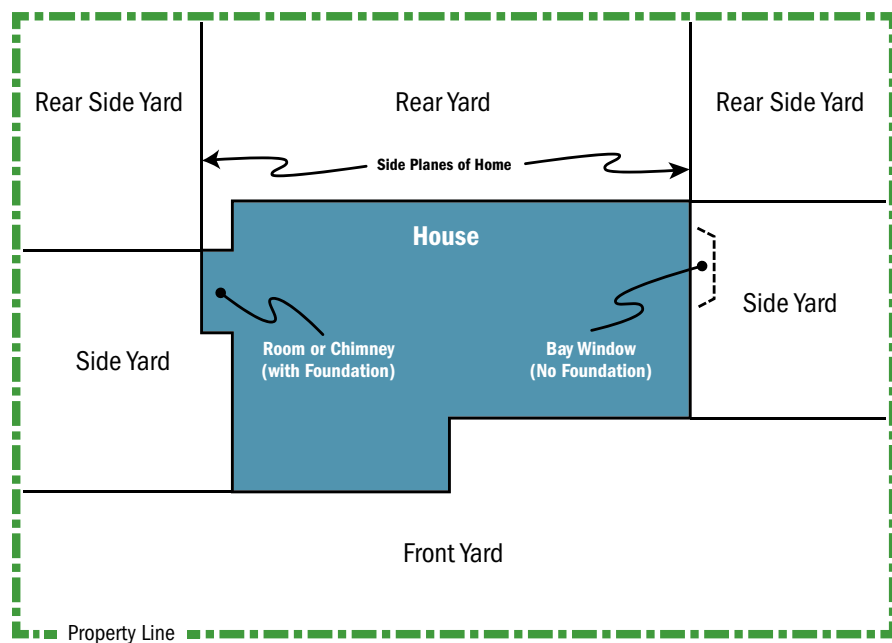 Rear Side Yard
Rear Yard
Rear Side Yard
Side Planes of Home
House
Side Yard
Room or Chimney
(with Foundation)
Bay Window
(No Foundation)
Side Yard
Front Yard
Property Line